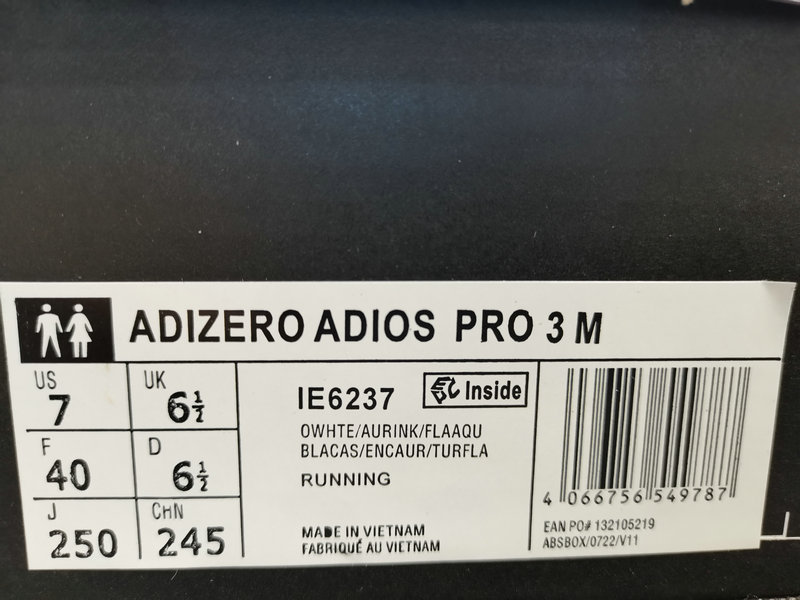 ADIZERO ADIOS PRO 3 M
US 7
UK 6½
F 40
D 6½
J 250
CHN 245
IE6237
Inside
OWHTE/AURINK/FLAAQU
BLACAS/ENCAUR/TURFLA
RUNNING
MADE IN VIETNAM
FABRIQUÉ AU VIETNAM
4 066756 549787
EAN PO# 132105219
ABSBOX/0722/V11